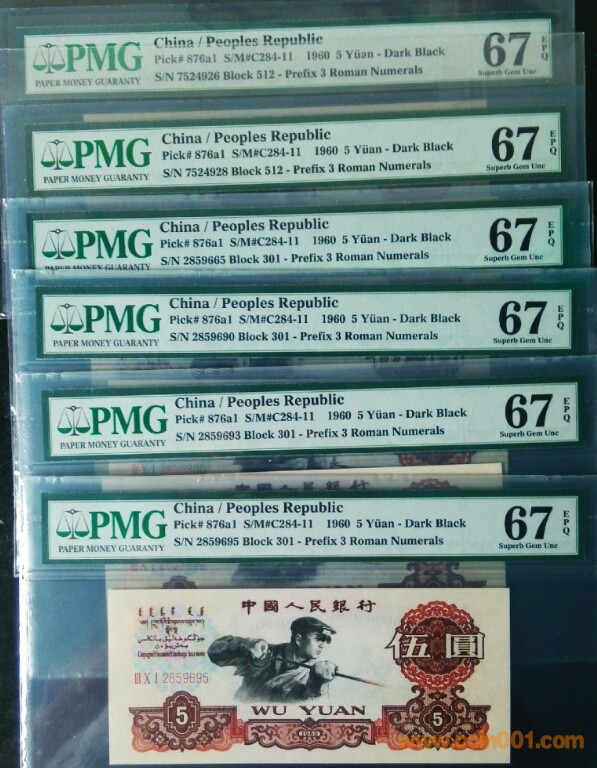 PMG
PAPER MONEY GUARANTY
China / Peoples Republic
Pick# 876a1 S/M#C284-11 1960 5 Yüan - Dark Black
S/N 7524926 Block 512 - Prefix 3 Roman Numerals
67 EPQ
Superb Gem Unc
PMG
PAPER MONEY GUARANTY
China / Peoples Republic
Pick# 876a1 S/M#C284-11 1960 5 Yüan - Dark Black
S/N 7524928 Block 512 - Prefix 3 Roman Numerals
67 EPQ
Superb Gem Unc
PMG
PAPER MONEY GUARANTY
China / Peoples Republic
Pick# 876a1 S/M#C284-11 1960 5 Yüan - Dark Black
S/N 2859665 Block 301 - Prefix 3 Roman Numerals
67 EPQ
Superb Gem Unc
PMG
PAPER MONEY GUARANTY
China / Peoples Republic
Pick# 876a1 S/M#C284-11 1960 5 Yüan - Dark Black
S/N 2859690 Block 301 - Prefix 3 Roman Numerals
67 EPQ
Superb Gem Unc
PMG
PAPER MONEY GUARANTY
China / Peoples Republic
Pick# 876a1 S/M#C284-11 1960 5 Yüan - Dark Black
S/N 2859693 Block 301 - Prefix 3 Roman Numerals
67 EPQ
Superb Gem Unc
PMG
PAPER MONEY GUARANTY
China / Peoples Republic
Pick# 876a1 S/M#C284-11 1960 5 Yüan - Dark Black
S/N 2859695 Block 301 - Prefix 3 Roman Numerals
67 EPQ
Superb Gem Unc
中國人民銀行
伍圓
III X I 2859695
5
WU YUAN
1960
5
www.coin001.com